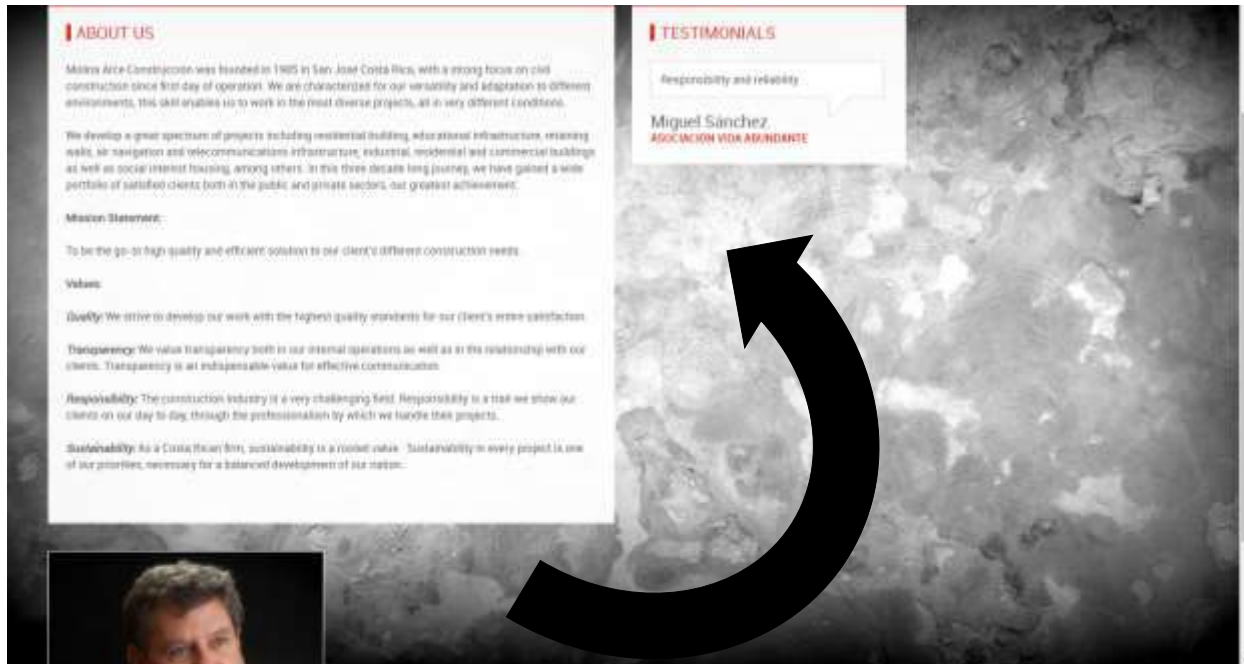 ABOUT US
Molina Arce Construcción was founded in 1985 in San José Costa Rica, with a strong focus on civil
construction since first day of operation. We are characterized for our versatility and adaptation to different
environments, this skill enables us to work in the most diverse projects, all in very different conditions.
We develop a great spectrum of projects including residential building, educational infrastructure, retaining
walls, air navigation and telecommunications infrastructure, industrial, residential and commercial buildings
as well as social interest housing, among others. In this three decade long journey, we have gained a wide
portfolio of satisfied clients both in the public and private sectors, our greatest achievement.
Mission Statement:
To be the go-to high quality and efficient solution to our client's different construction needs.
Values:
Quality: We strive to develop our work with the highest quality standards for our client's entire satisfaction.
Transparency: We value transparency both in our internal operations as well as in the relationship with our
clients. Transparency is an indispensable value for effective communication.
Responsibility: The construction industry is a very challenging field. Responsibility is a trait we show our
clients on our day to day, through the professionalism by which we handle their projects.
Sustainability: As a Costa Rican firm, sustainability is a rooted value. Sustainability in every project is one
of our priorities, necessary for a balanced development of our nation.
TESTIMONIALS
Responsibility and reliability
Miguel Sánchez
ASOCIACIÓN VIDA ABUNDANTE